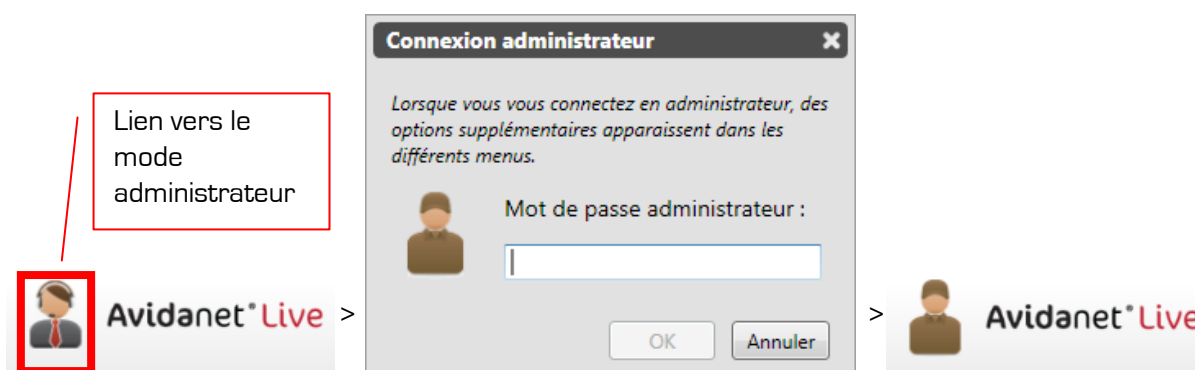 Lien vers le
mode
administrateur
Avidanet°Live
>
Connexion administrateur
Lorsque vous vous connectez en administrateur, des
options supplémentaires apparaissent dans les
différents menus.
Mot de passe administrateur :
OK
Annuler
>
Avidanet°Live